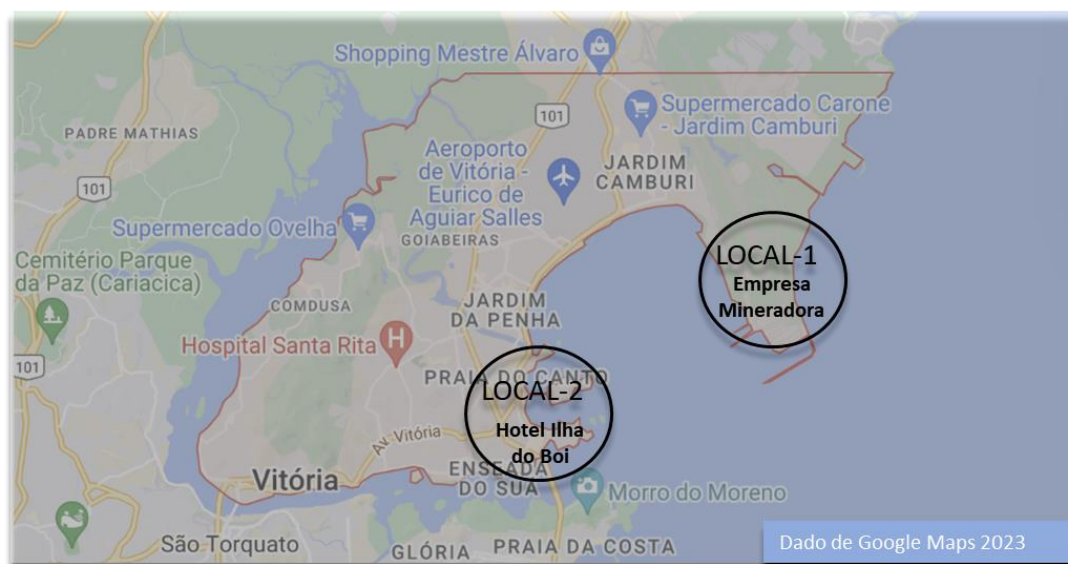 Shopping Mestre Álvaro
101
Supermercado Carone
- Jardim Camburi
PADRE MATHIAS
Aeroporto
de Vitória -
Eurico de
Aguiar Salles
JARDIM
CAMBURI
101
Supermercado Ovelha
GOIABEIRAS
LOCAL-1
Empresa
Mineradora
Cemitério Parque
da Paz (Cariacica)
COMDUSA
JARDIM
DA PENHA
Hospital Santa Rita
H
101
PRAIA DO CANTO
LOCAL-2
Hotel Ilha
do Boi
Av. Vitória
Vitória
ENSEADA
DO SUÁ
Morro do Moreno
São Torquato
GLÓRIA
PRAIA DA COSTA
Dado de Google Maps 2023